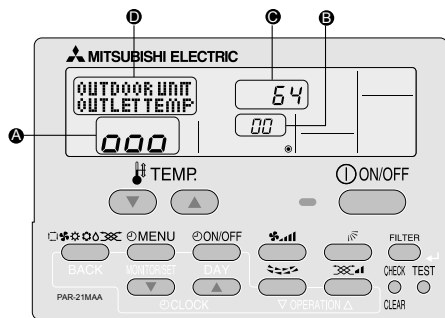 D
C
B
MITSUBISHI ELECTRIC
OUTDOOR UNIT
OUTLET TEMP
64
00
A
000
TEMP.
ON/OFF
MENU
ON/OFF
FILTER
BACK
MONITOR/SET
DAY
CHECK TEST
PAR-21MAA
CLOCK
OPERATION
CLEAR